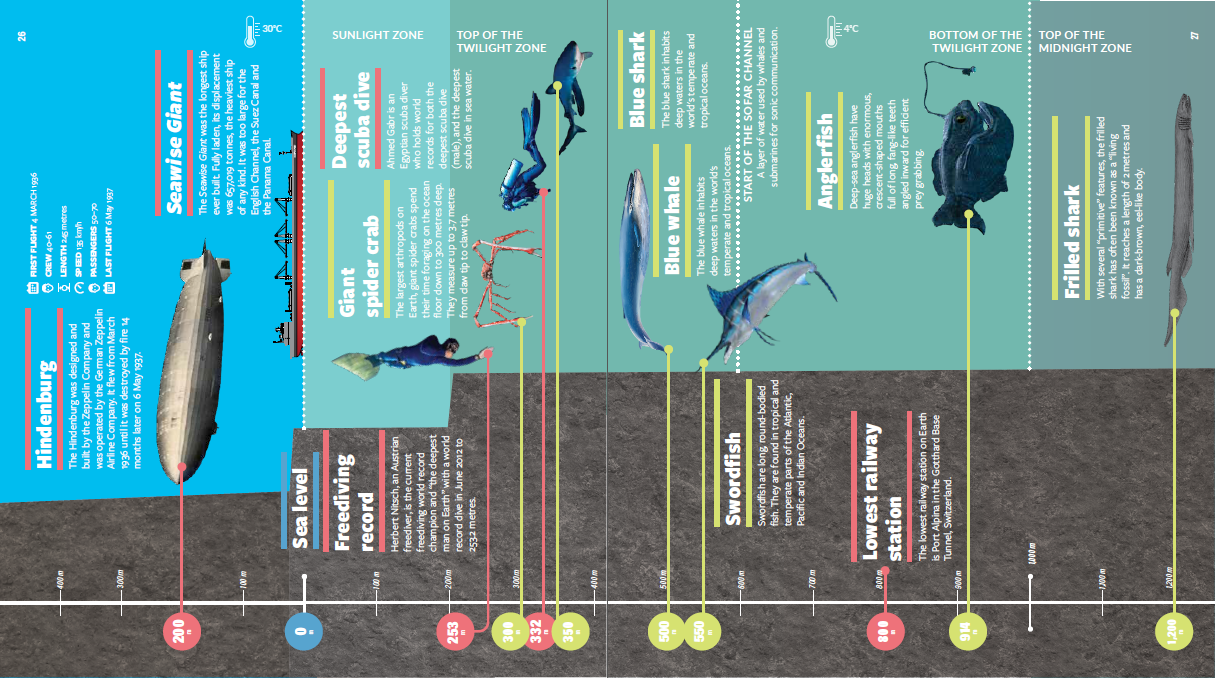 26
Hindenburg
The Hindenburg was designed and
built by the Zeppelin Company and
was operated by the German Zeppelin
Airline Company. It flew from March
1936 until it was destroyed by fire 14
months later on 6 May 1937.
FIRST FLIGHT 4 MARCH 1936
CREW 40-61
LENGTH 245 metres
SPEED 135 km/h
PASSENGERS 50-70
LAST FLIGHT 6 May 1937
Seawise Giant
The Seawise Giant was the longest ship
ever built. Fully laden, its displacement
was 657,019 tonnes, the heaviest ship
of any kind. It was too large for the
English Channel, the Suez Canal and
the Panama Canal.
30°C
SUNLIGHT ZONE
TOP OF THE
TWILIGHT ZONE
Sea level
Freediving
record
Herbert Nitsch, an Austrian
freediver, is the current
freediving world record
champion and "the deepest
man on Earth" with a world
record dive in June 2012 to
253.2 metres.
Giant
spider crab
The largest arthropods on
Earth, giant spider crabs spend
their time foraging on the ocean
floor down to 300 metres deep.
They measure up to 3.7 metres
from claw tip to claw tip.
Deepest
scuba dive
Ahmed Gabr is an
Egyptian scuba diver
who holds world
records for both the
deepest scuba dive
(male), and the deepest
scuba dive in sea water.
Blue shark
The blue shark inhabits
deep waters in the
world's temperate and
tropical oceans.
Blue whale
The blue whale inhabits
deep waters in the world's
temperate and tropical oceans.
START OF THE SOFAR CHANNEL
A layer of water used by whales and
submarines for sonic communication.
Swordfish
Swordfish are long, round-bodied
fish. They are found in tropical and
temperate parts of the Atlantic,
Pacific and Indian Oceans.
4°C
Anglerfish
Deep-sea anglerfish have
huge heads with enormous,
crescent-shaped mouths
full of long, fang-like teeth
angled inward for efficient
prey grabbing.
Lowest railway
station
The lowest railway station on Earth
is Port Alpina in the Gotthard Base
Tunnel, Switzerland.
BOTTOM OF THE
TWILIGHT ZONE
TOP OF THE
MIDNIGHT ZONE
Frilled shark
With several "primitive" features, the frilled
shark has often been known as a "living
fossil". It reaches a length of 2 metres and
has a dark-brown, eel-like body.
27
400 m
300 m
100 m
100 m
200 m
300 m
400 m
500 m
600 m
700 m
800 m
900 m
1,000 m
1,100 m
1,200 m
200 m
0 m
253 m
300 m
332 m
350 m
500 m
550 m
800 m
914 m
1,200 m